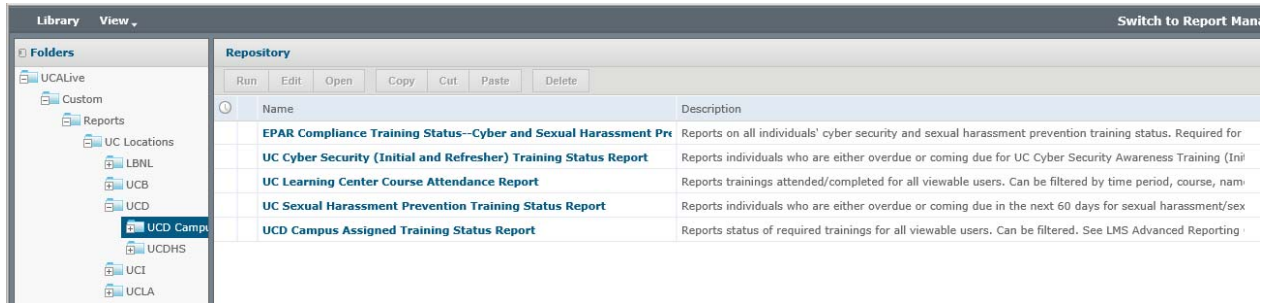 Library View
Switch to Report Mana
Folders
UCALive
Custom
Reports
UC Locations
LBNL
UCB
UCD
UCD Campu
UCDHS
UCI
UCLA
Repository
Run Edit Open Copy Cut Paste Delete
Name Description
EPAR Compliance Training Status--Cyber and Sexual Harassment Pre Reports on all individuals' cyber security and sexual harassment prevention training status. Required for
UC Cyber Security (Initial and Refresher) Training Status Report Reports individuals who are either overdue or coming due for UC Cyber Security Awareness Training (Init
UC Learning Center Course Attendance Report Reports trainings attended/completed for all viewable users. Can be filtered by time period, course, nam
UC Sexual Harassment Prevention Training Status Report Reports individuals who are either overdue or coming due in the next 60 days for sexual harassment/sex
UCD Campus Assigned Training Status Report Reports status of required trainings for all viewable users. Can be filtered. See LMS Advanced Reporting